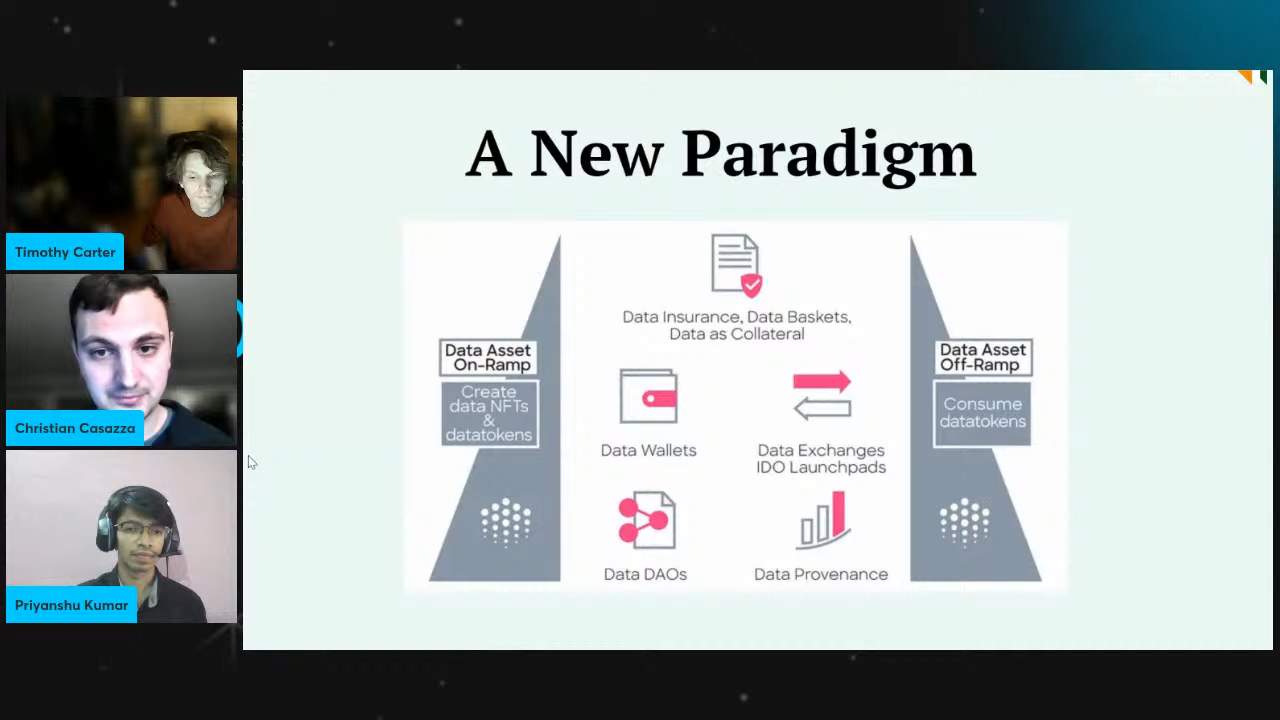 Timothy Carter
Christian Casazza
Priyanshu Kumar
A New Paradigm
Data Asset
On-Ramp
Create
data NFTs
&
datatokens
Data Insurance, Data Baskets,
Data as Collateral
Data Wallets
Data Exchanges
IDO Launchpads
Data DAOs
Data Provenance
Data Asset
Off-Ramp
Consume
datatokens